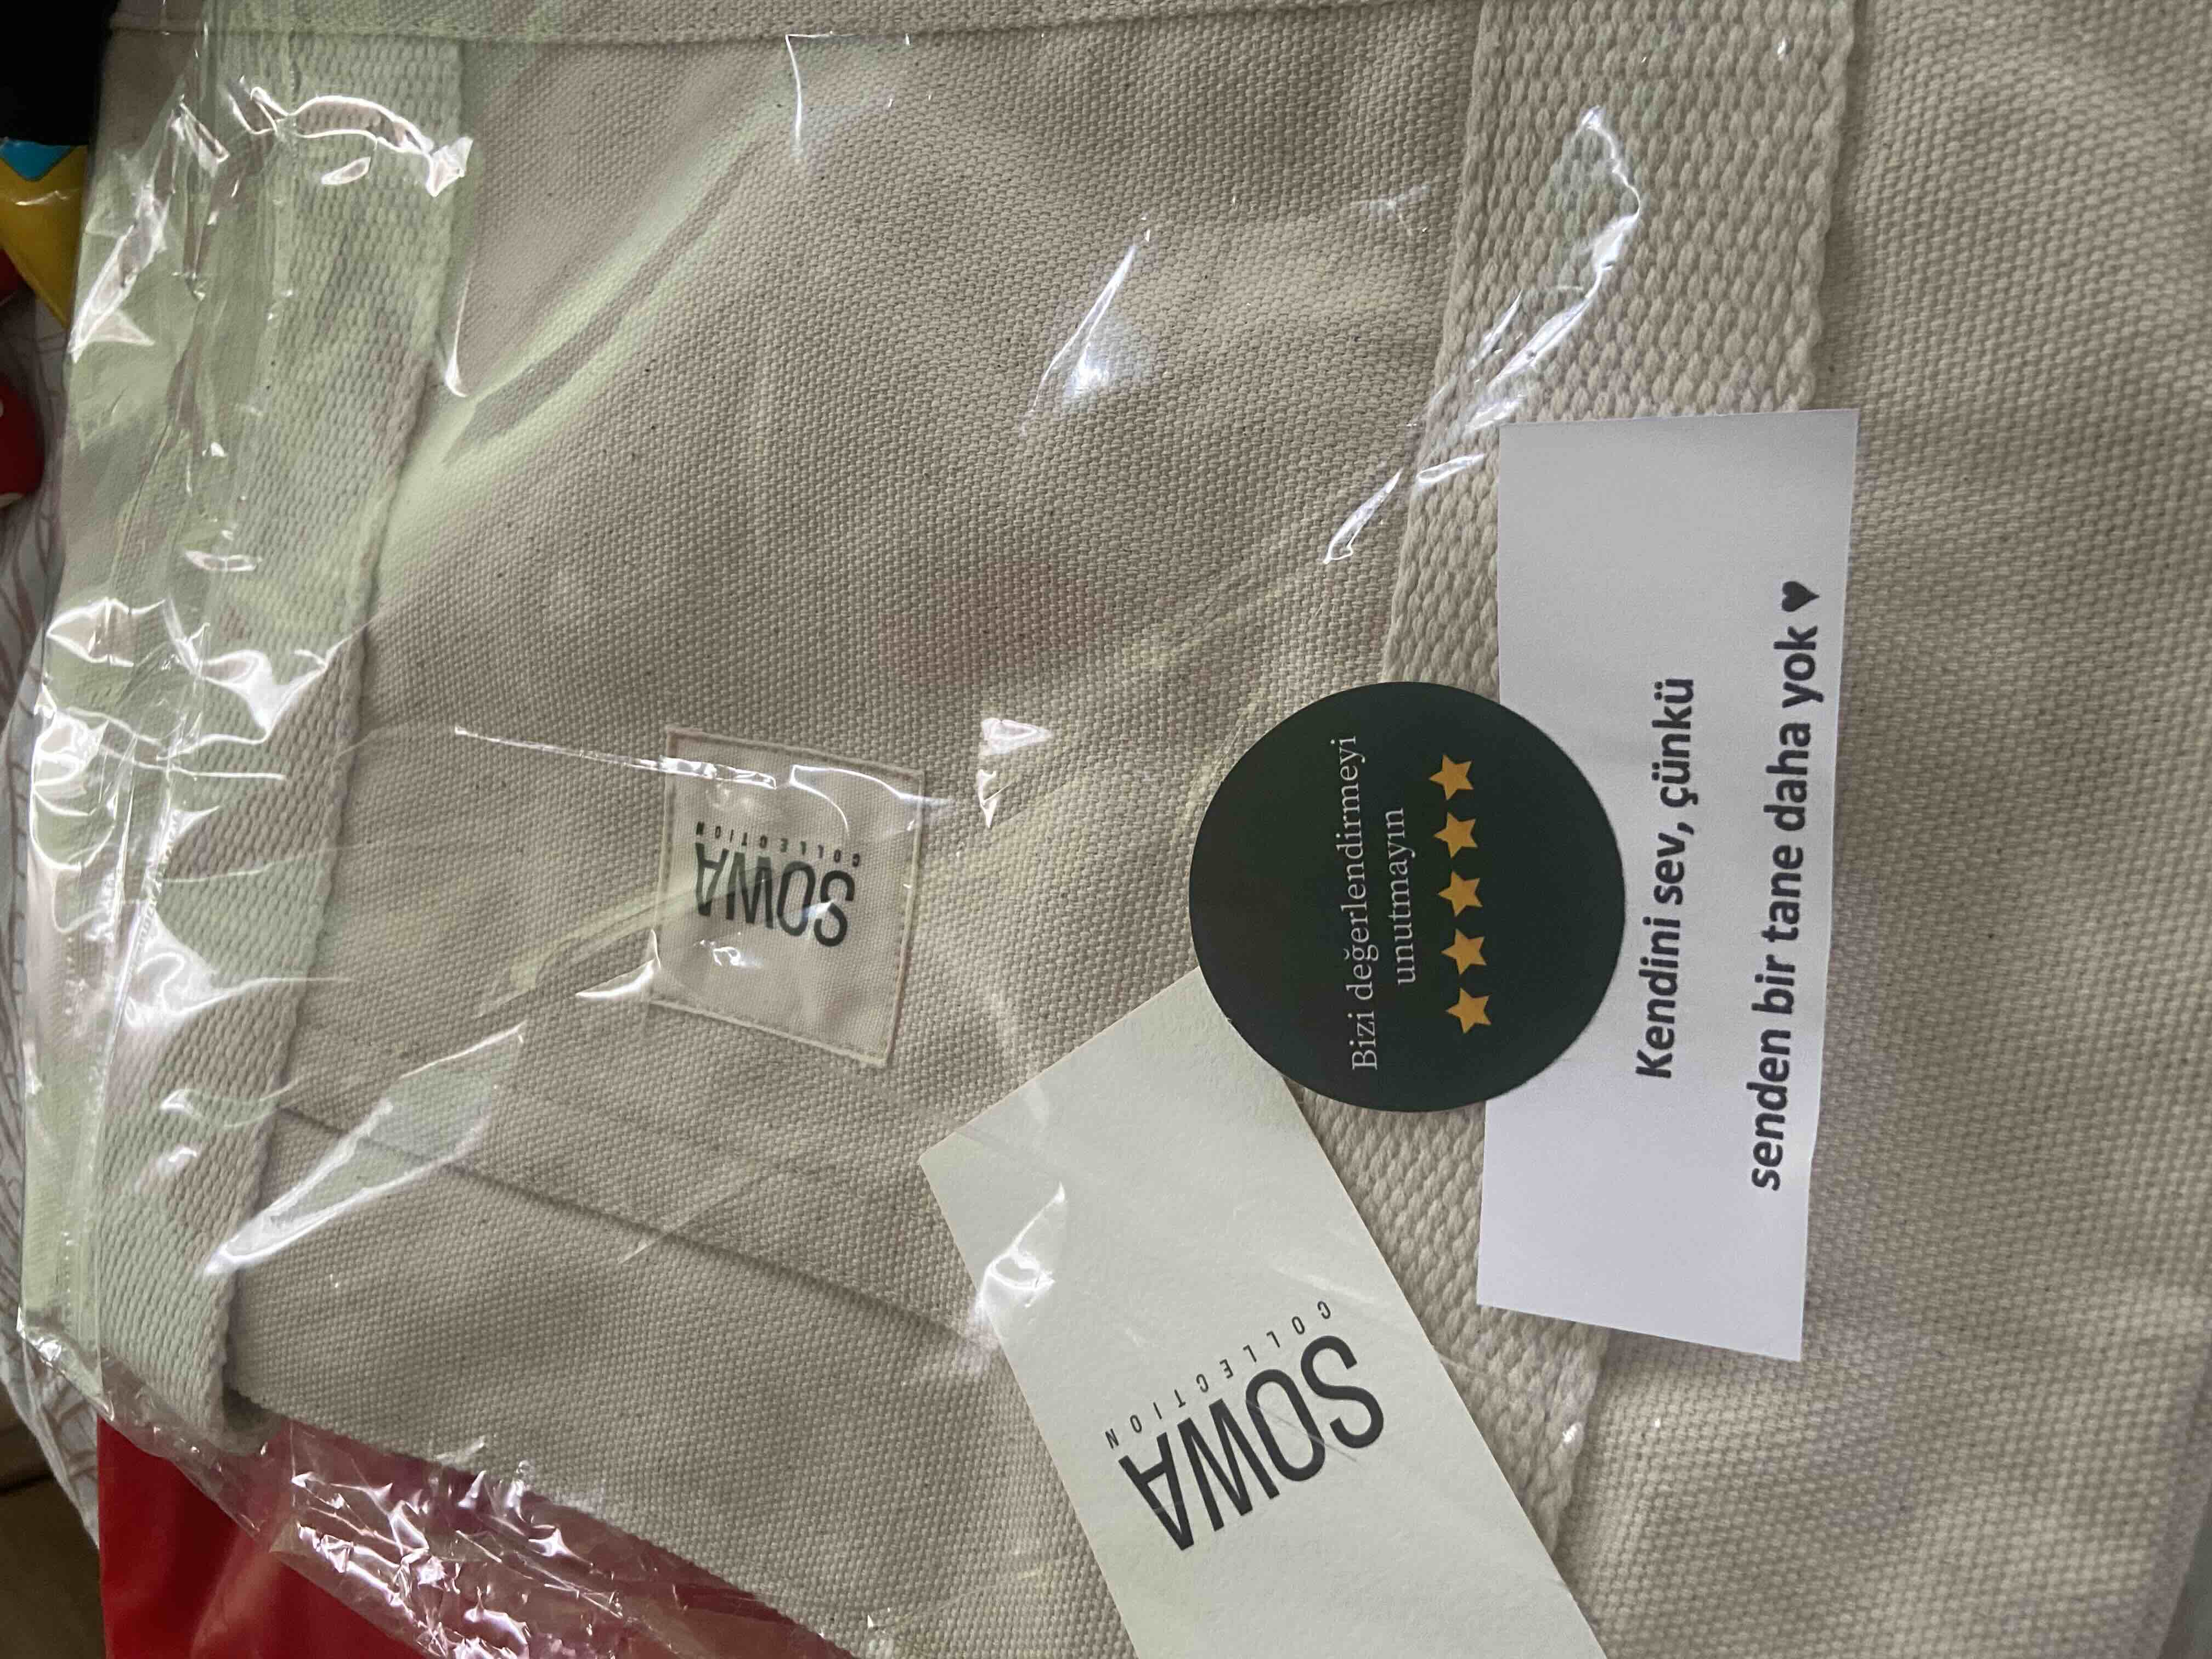 SOWA
COLLECTION
Bizi değerlendirmeyi
unutmayın
Kendini sev, çünkü
senden bir tane daha yok ♥
SOWA
COLLECTION